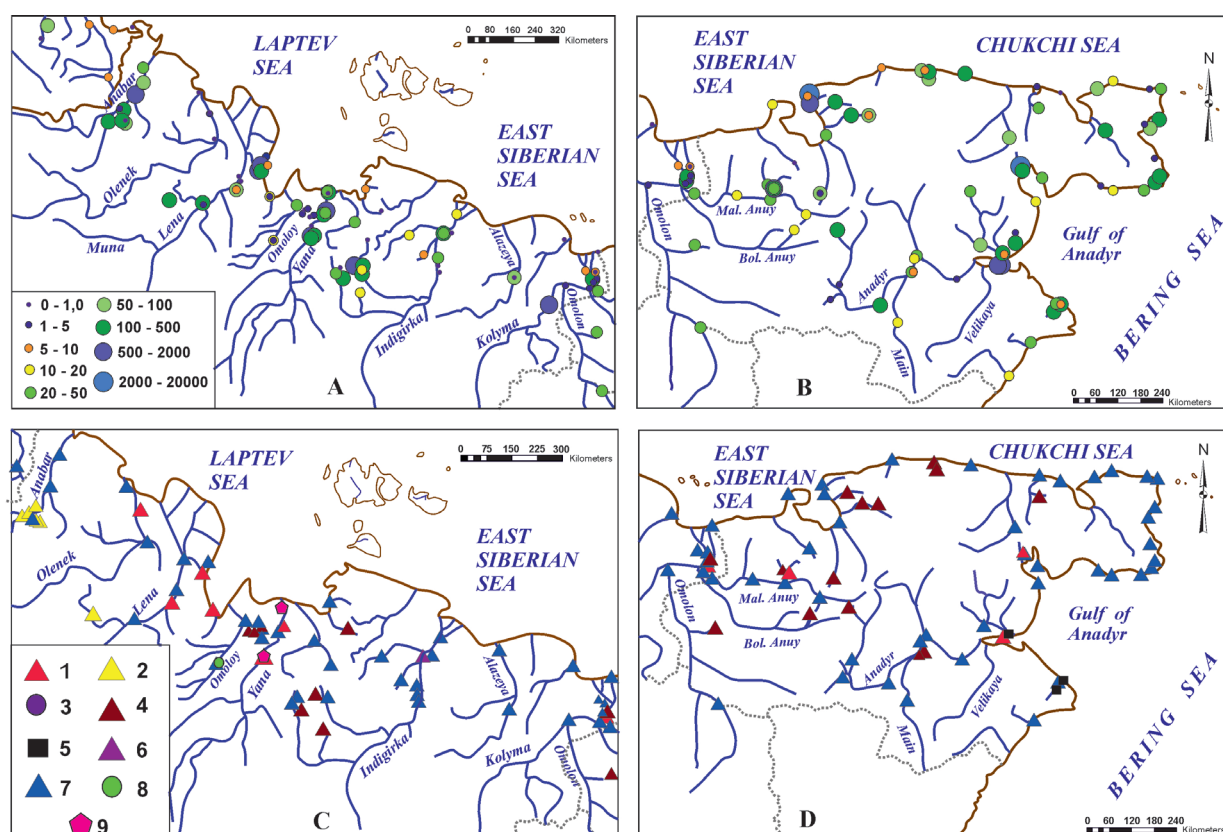 LAPTEV
SEA
0 80 160 240 320
Kilometers
EAST
SIBERIAN
SEA
Anabar
Olenek
Lena
Muna
Omoloy
Yana
Indigirka
Alazeya
Kolyma
Omolon
0 - 1,0
1 - 5
5 - 10
10 - 20
20 - 50
50 - 100
100 - 500
500 - 2000
2000 - 20000
A
EAST
SIBERIAN
SEA
CHUKCHI SEA
N
Omolon
Mal. Anuy
Bol. Anuy
Anadyr
Main
Velikaya
Gulf of
Anadyr
BERING SEA
B
0 60 120 180 240
Kilometers
LAPTEV
SEA
0 75 150 225 300
Kilometers
EAST
SIBERIAN
SEA
Anabar
Olenek
Lena
Omoloy
Yana
Indigirka
Alazeya
Kolyma
Omolon
1
2
3
4
5
6
7
8
9
C
EAST
SIBERIAN
SEA
CHUKCHI SEA
N
Omolon
Mal. Anuy
Bol. Anuy
Anadyr
Main
Velikaya
Gulf of
Anadyr
BERING SEA
D
0 60 120 180 240
Kilometers